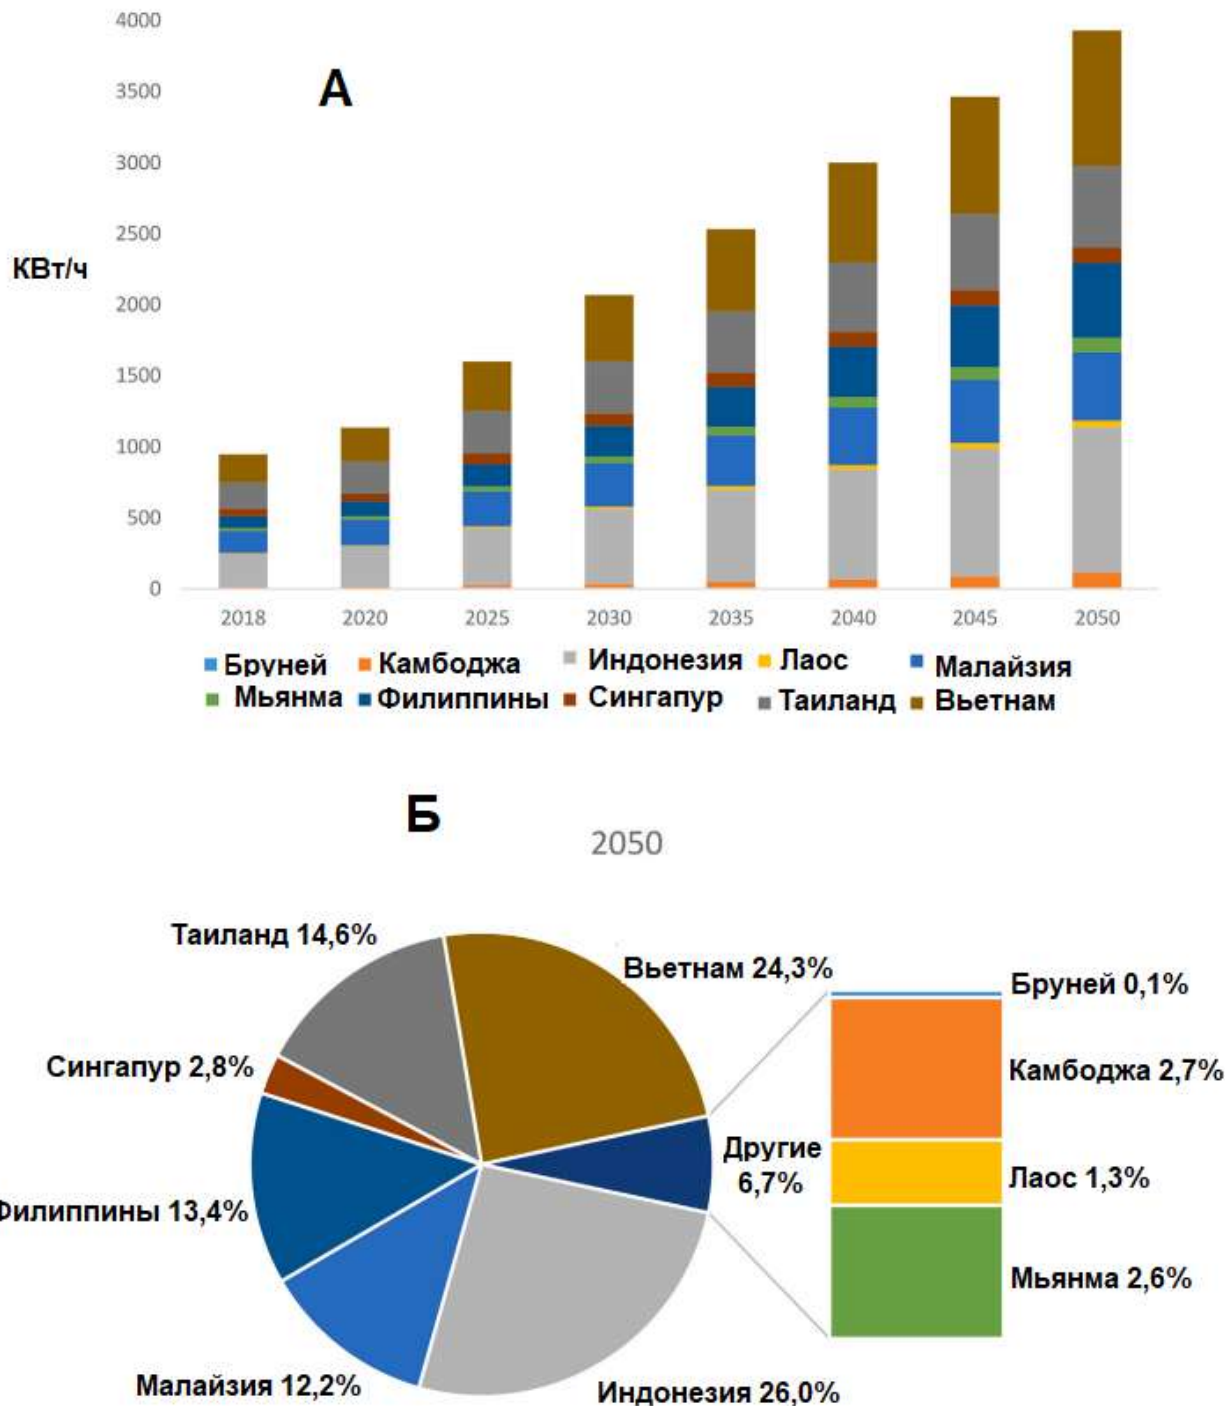 4000
А
3500
3000
2500
КВт/ч
2000
1500
1000
500
0
2018 2020 2025 2030 2035 2040 2045 2050
Бруней Камбоджа Индонезия Лаос Малайзия
Мьянма Филиппины Сингапур Таиланд Вьетнам
Б
2050
Таиланд 14,6%
Вьетнам 24,3%
Бруней 0,1%
Сингапур 2,8%
Камбоджа 2,7%
Другие
6,7%
Лаос 1,3%
Филиппины 13,4%
Мьянма 2,6%
Малайзия 12,2%
Индонезия 26,0%